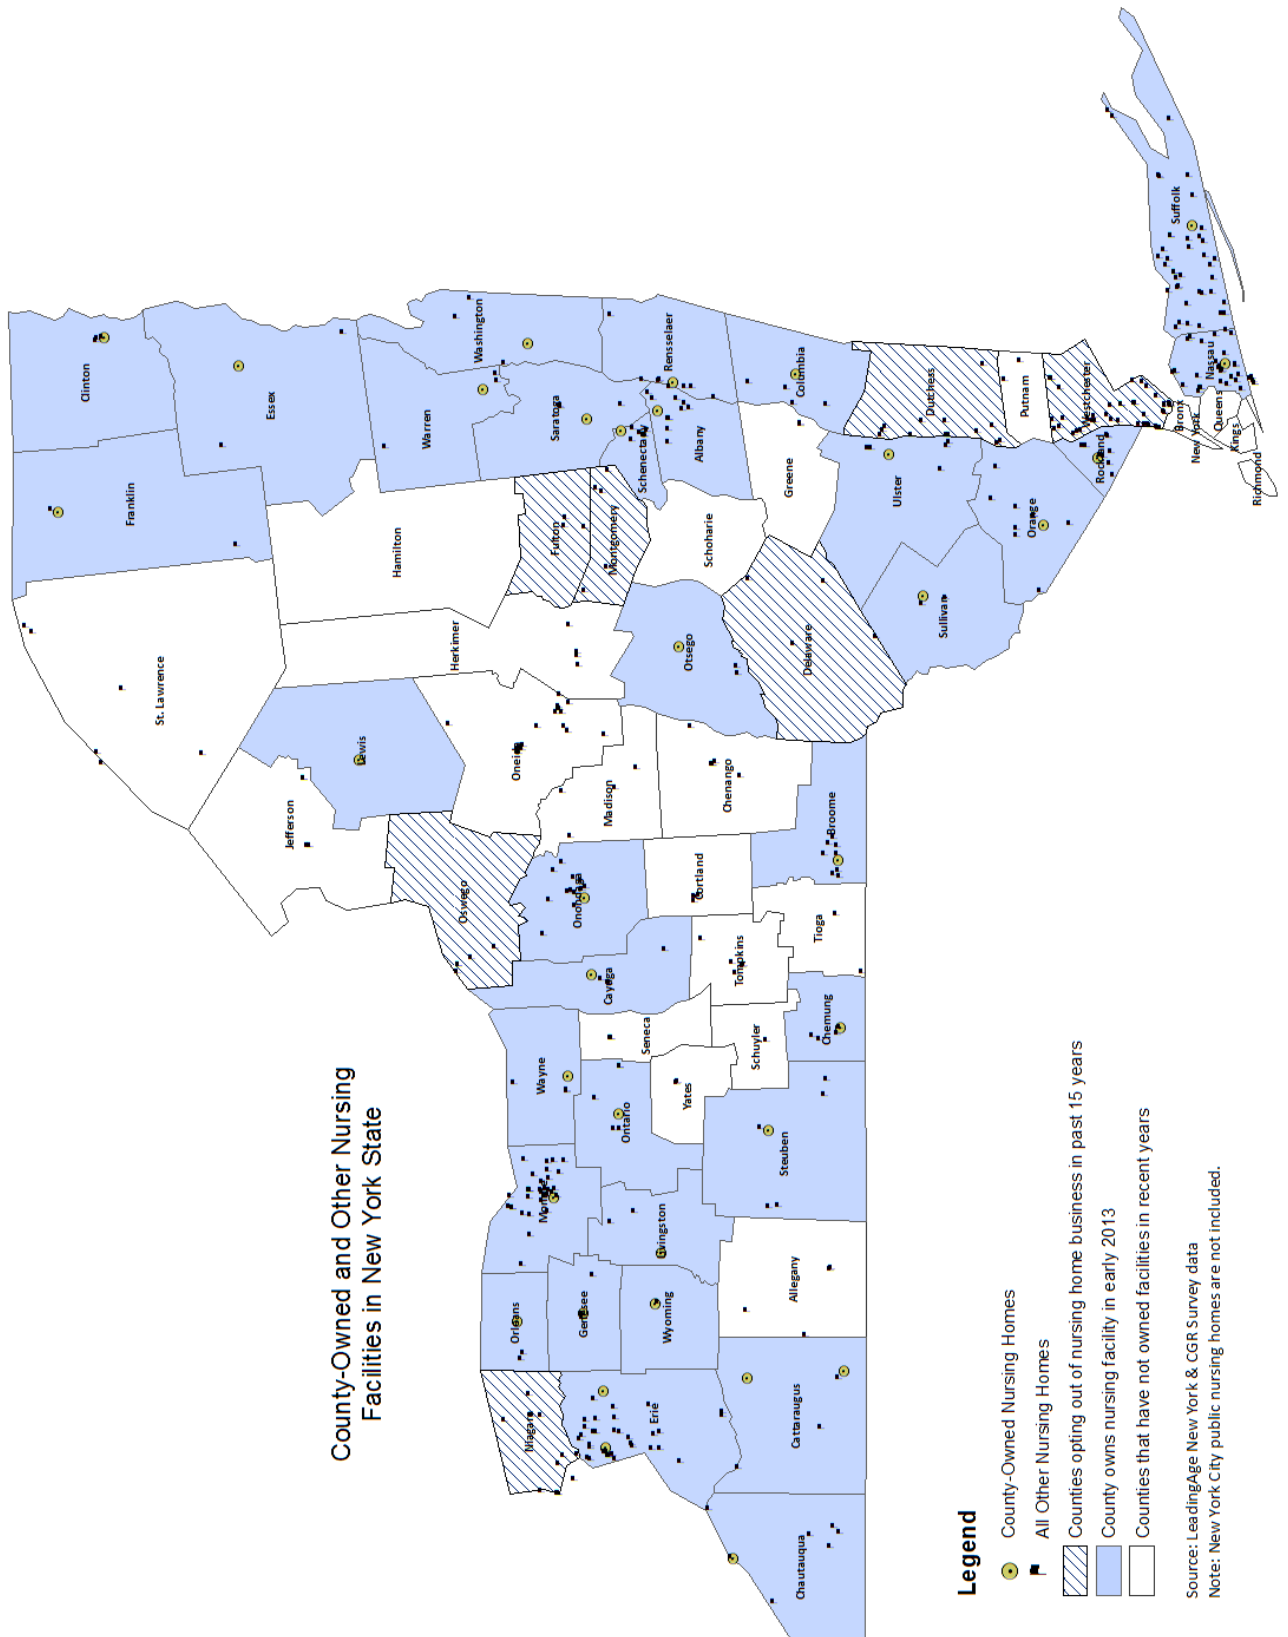 County-Owned and Other Nursing
Facilities in New York State
Clinton
Franklin
Essex
St. Lawrence
Hamilton
Warren
Washington
Herkimer
Lewis
Jefferson
Oswego
Oneida
Fulton
Montgomery
Saratoga
Schenectady
Rensselaer
Albany
Schoharie
Otsego
Madison
Chenango
Onondaga
Cortland
Cayuga
Seneca
Wayne
Ontario
Yates
Monroe
Livingston
Orleans
Genesee
Wyoming
Niagara
Erie
Chautauqua
Cattaraugus
Allegany
Steuben
Schuyler
Chemung
Tompkins
Tioga
Broome
Delaware
Greene
Columbia
Ulster
Dutchess
Sullivan
Orange
Putnam
Westchester
Rockland
Bronx
New York
Queens
Kings
Richmond
Nassau
Suffolk
Legend
County-Owned Nursing Homes
All Other Nursing Homes
Counties opting out of nursing home business in past 15 years
County owns nursing facility in early 2013
Counties that have not owned facilities in recent years
Source: LeadingAge New York & CGR Survey data
Note: New York City public nursing homes are not included.